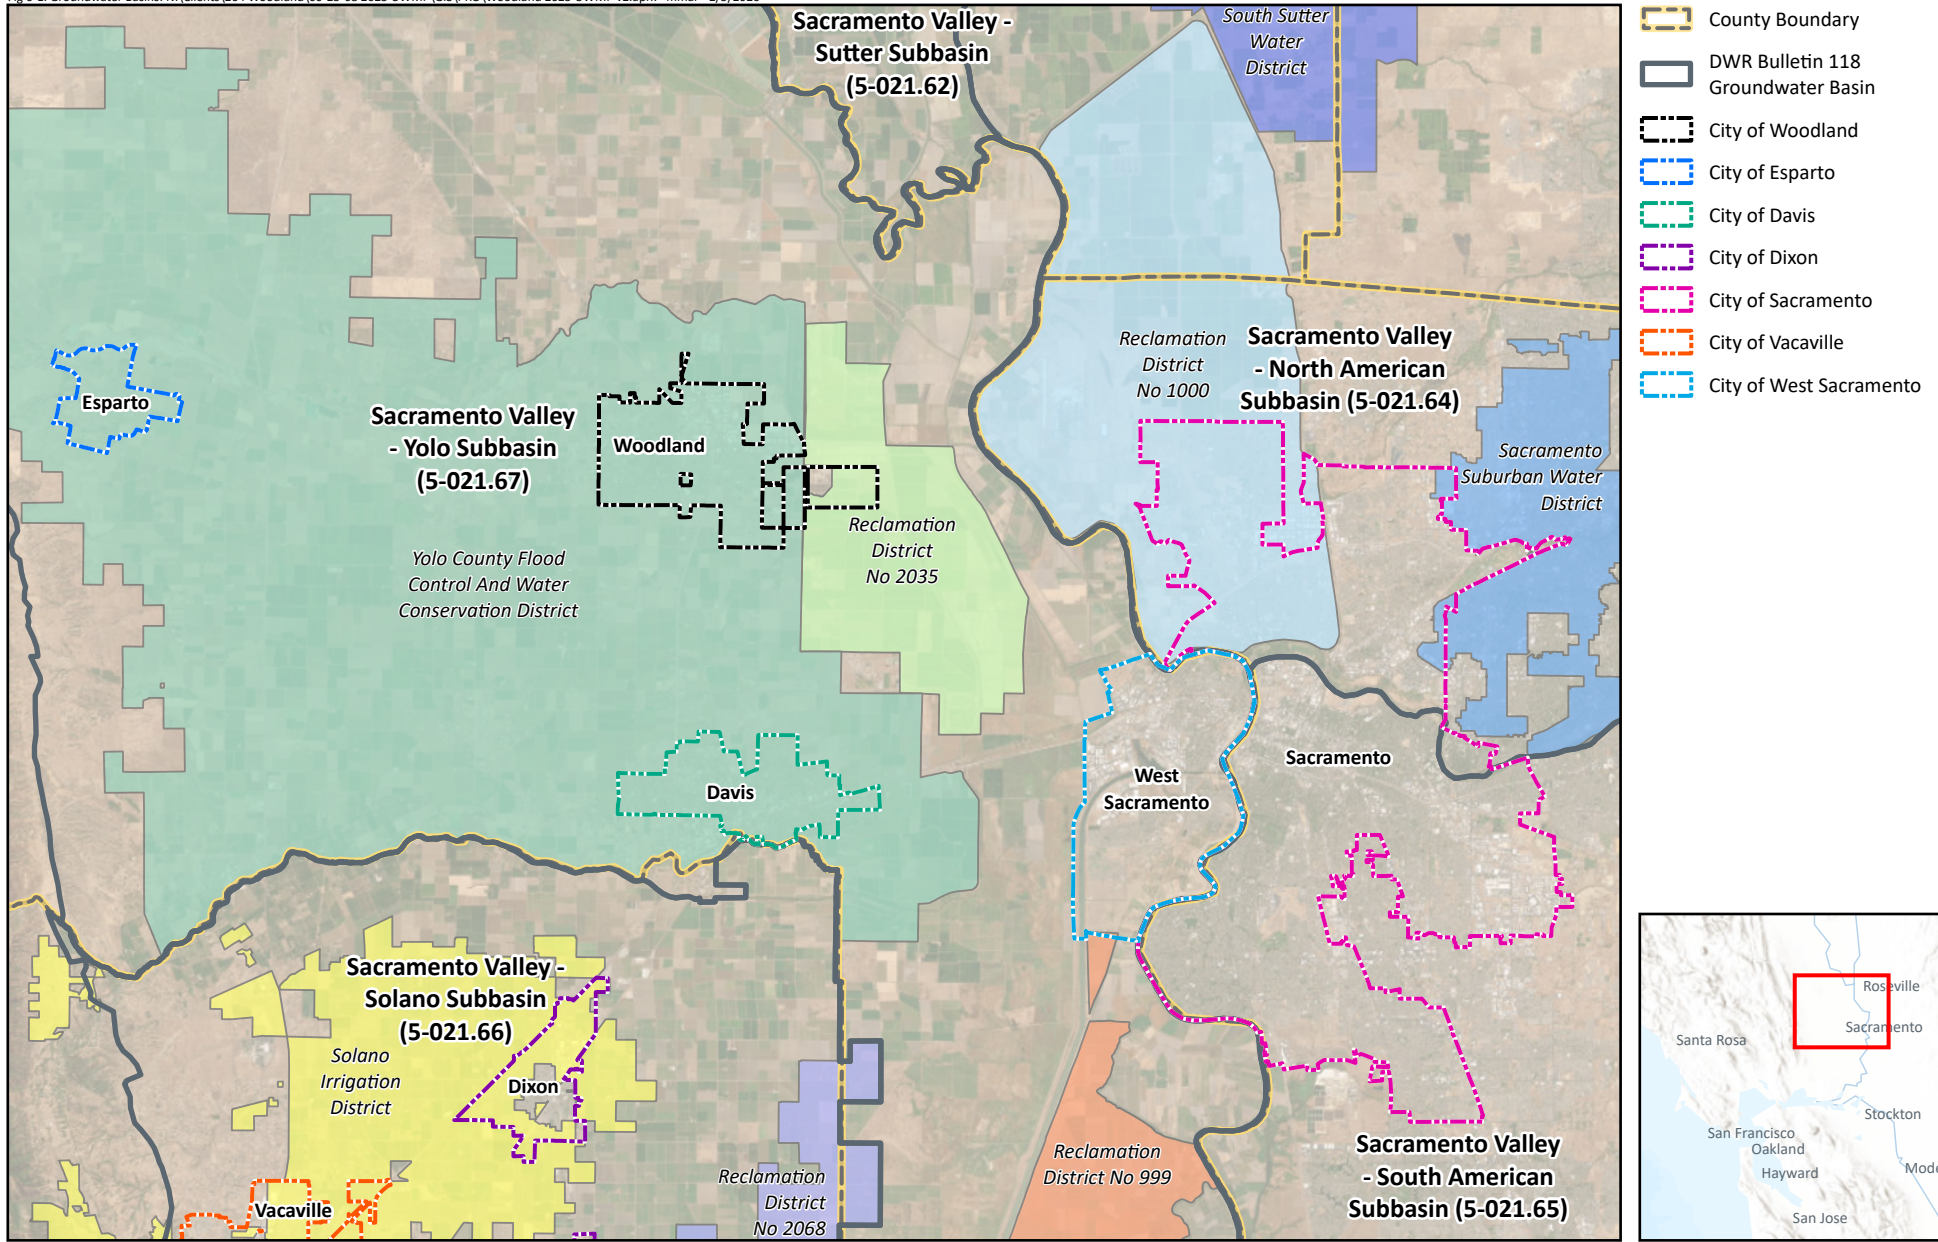 Sacramento Valley -
Sutter Subbasin
(5-021.62)
South Sutter
Water
District
Reclamation
District
No 1000
Sacramento Valley
- North American
Subbasin (5-021.64)
Esparto
Sacramento Valley
- Yolo Subbasin
(5-021.67)
Woodland
Sacramento
Suburban Water
District
Reclamation
District
No 2035
Yolo County Flood
Control And Water
Conservation District
Davis
West
Sacramento
Sacramento
Sacramento Valley -
Solano Subbasin
(5-021.66)
Solano
Irrigation
District
Dixon
Vacaville
Reclamation
District
No 2068
Reclamation
District No 999
Sacramento Valley
- South American
Subbasin (5-021.65)
County Boundary
DWR Bulletin 118
Groundwater Basin
City of Woodland
City of Esparto
City of Davis
City of Dixon
City of Sacramento
City of Vacaville
City of West Sacramento
Roseville
Sacramento
Santa Rosa
Stockton
San Francisco
Oakland
Hayward
Mode
San Jose